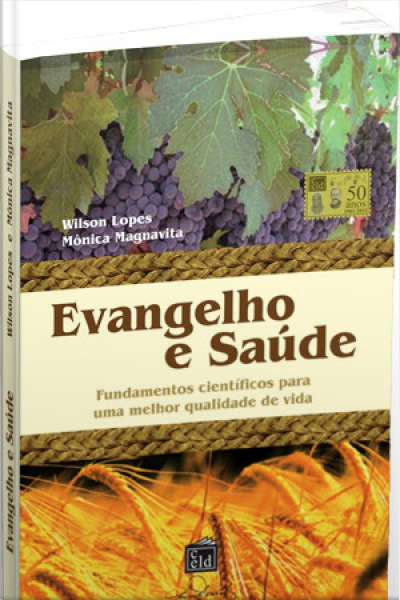 Wilson Lopes
Mônica Magnavita
50
anos
Evangelho
e Saúde
Fundamentos científicos para
uma melhor qualidade de vida
Evangelho e Saúde Wilson Lopes e Mônica Magnavita